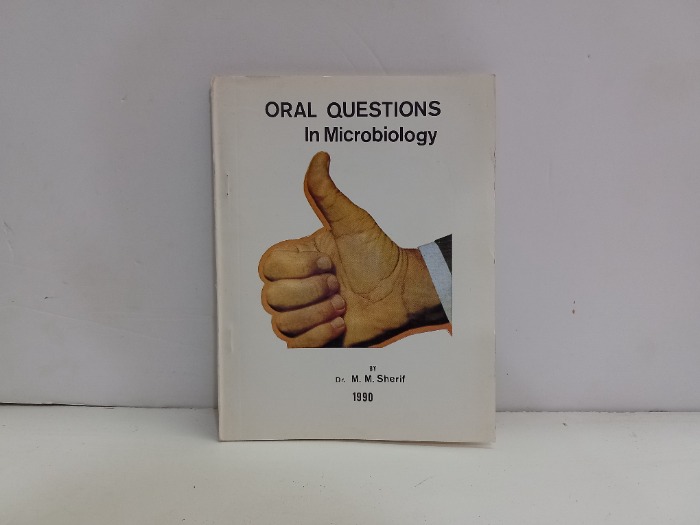 ORAL QUESTIONS
In Microbiology
BY
Dr. M. M. Sherif
1990